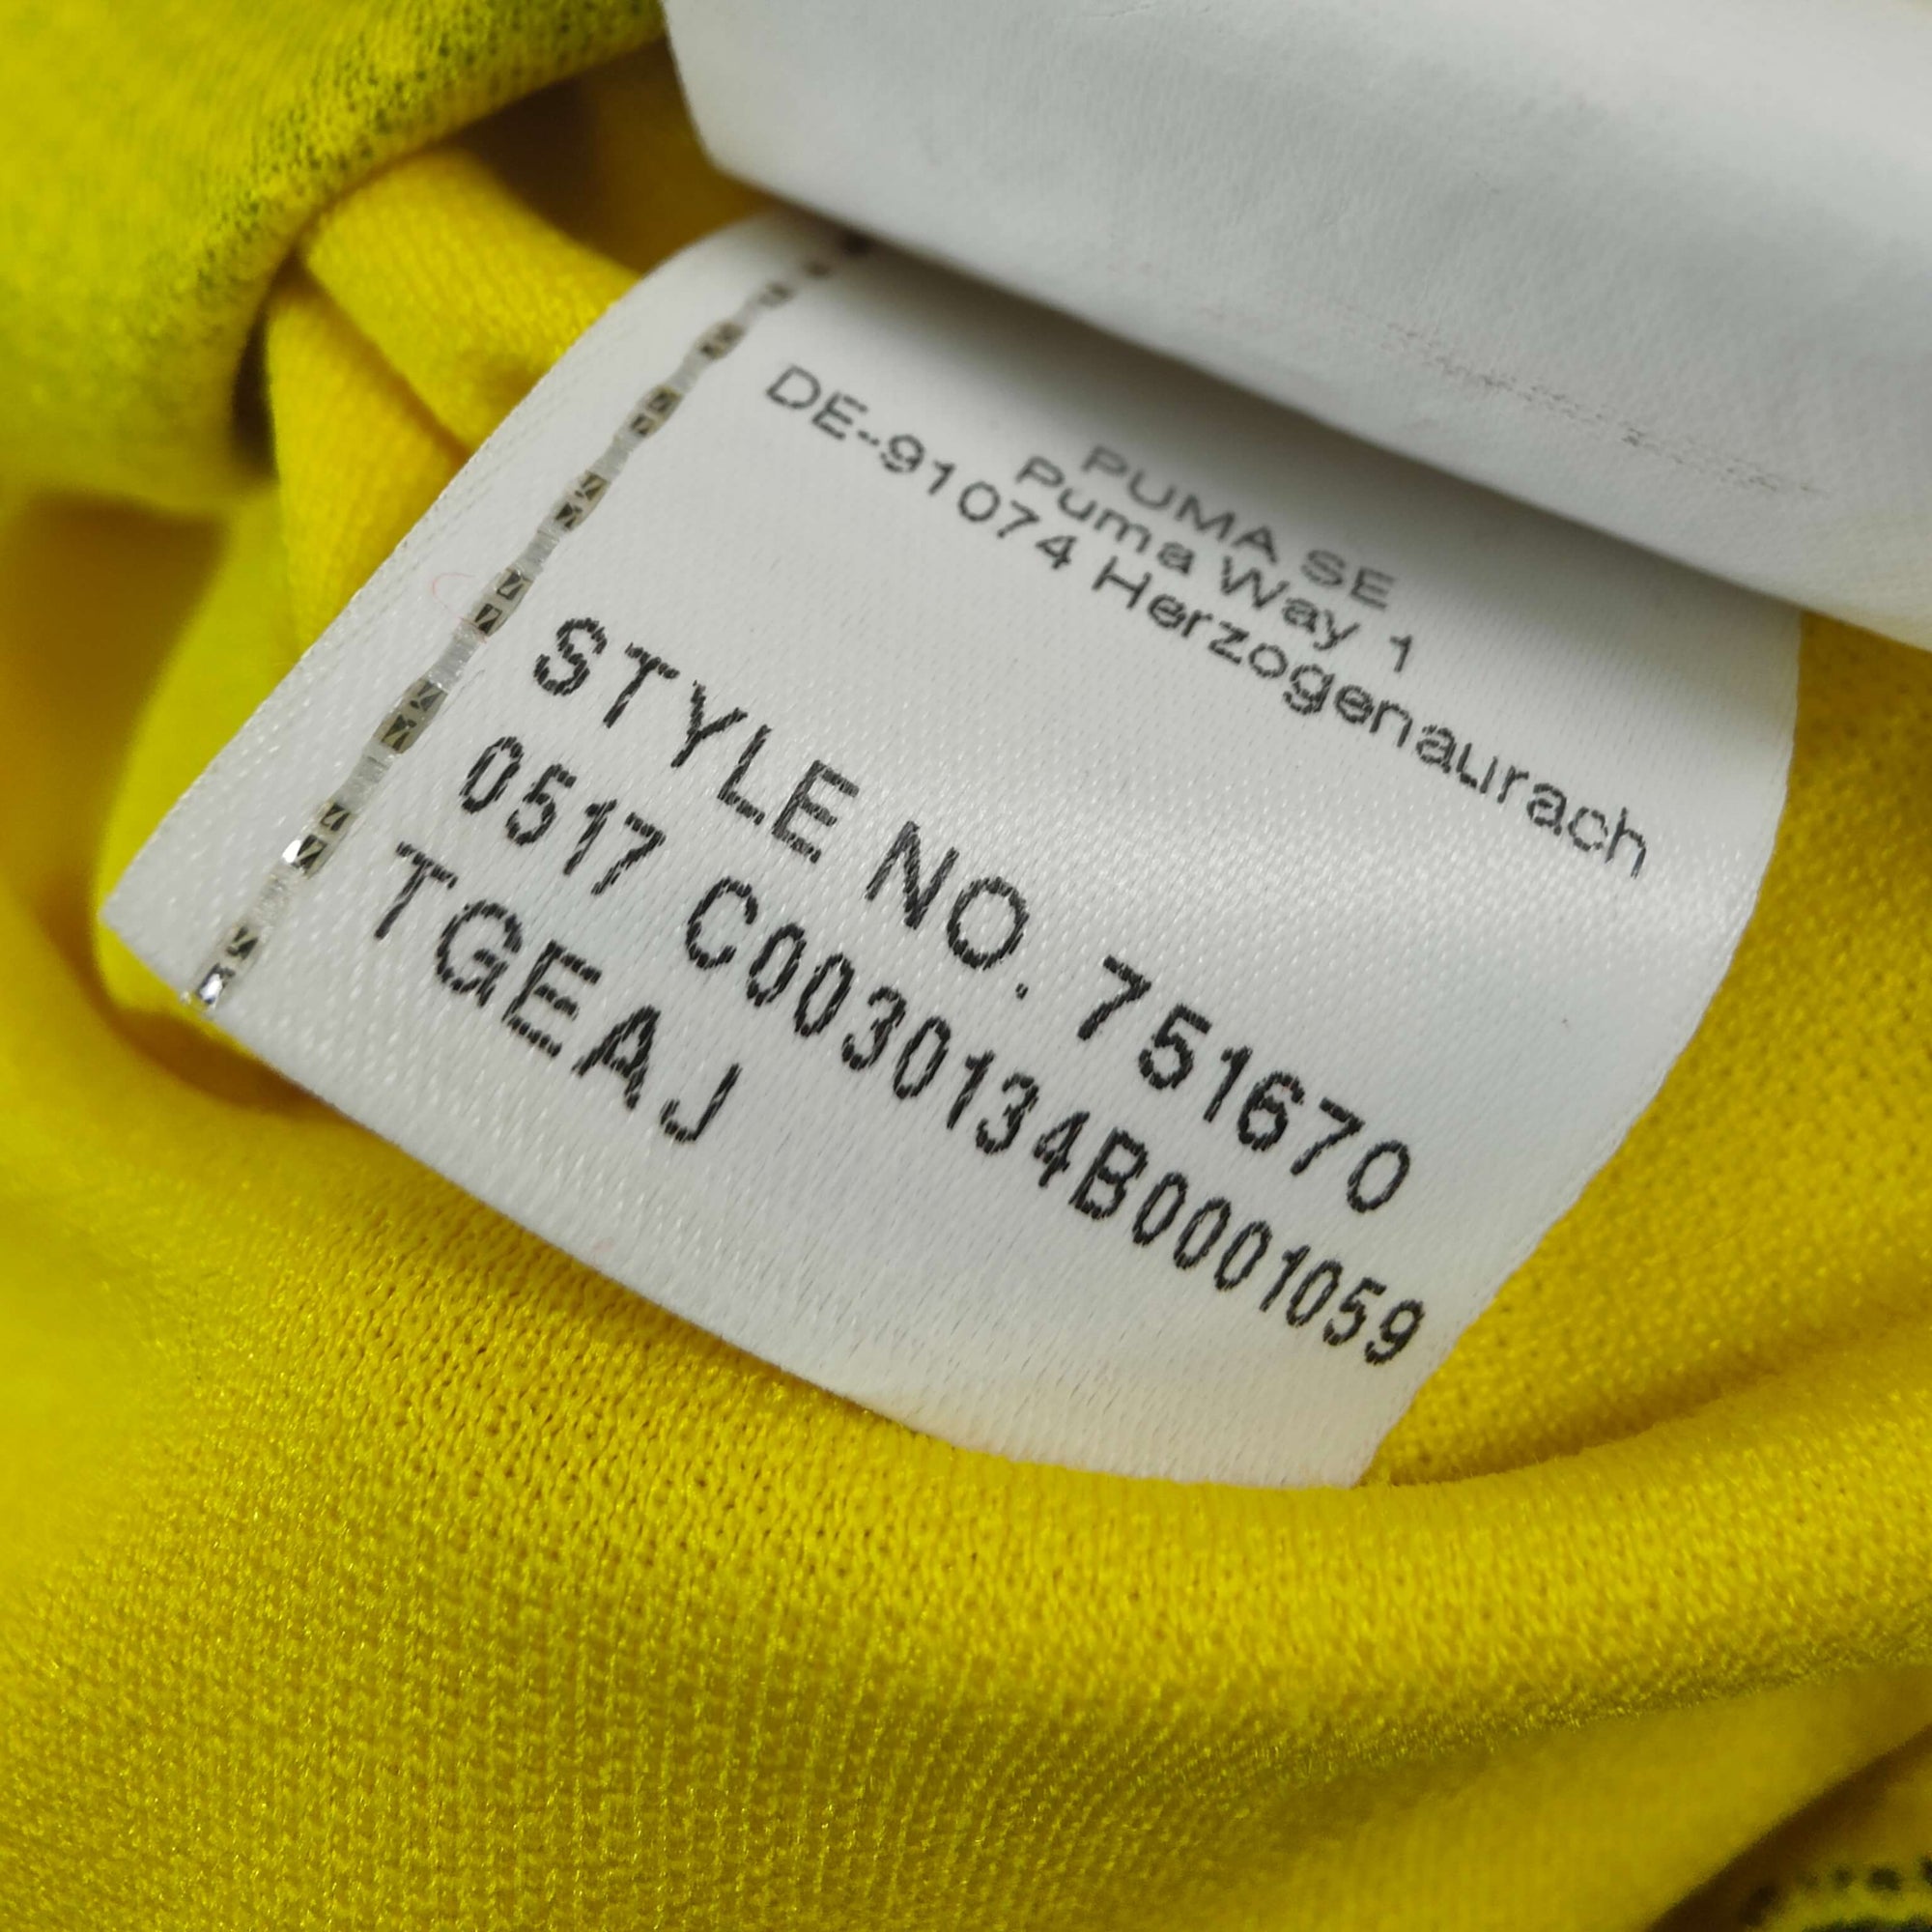 PUMA SE
Puma Way 1
DE-91074 Herzogenaurach
STYLE NO. 751670
0517 C0030134B0001059
TGEAJ